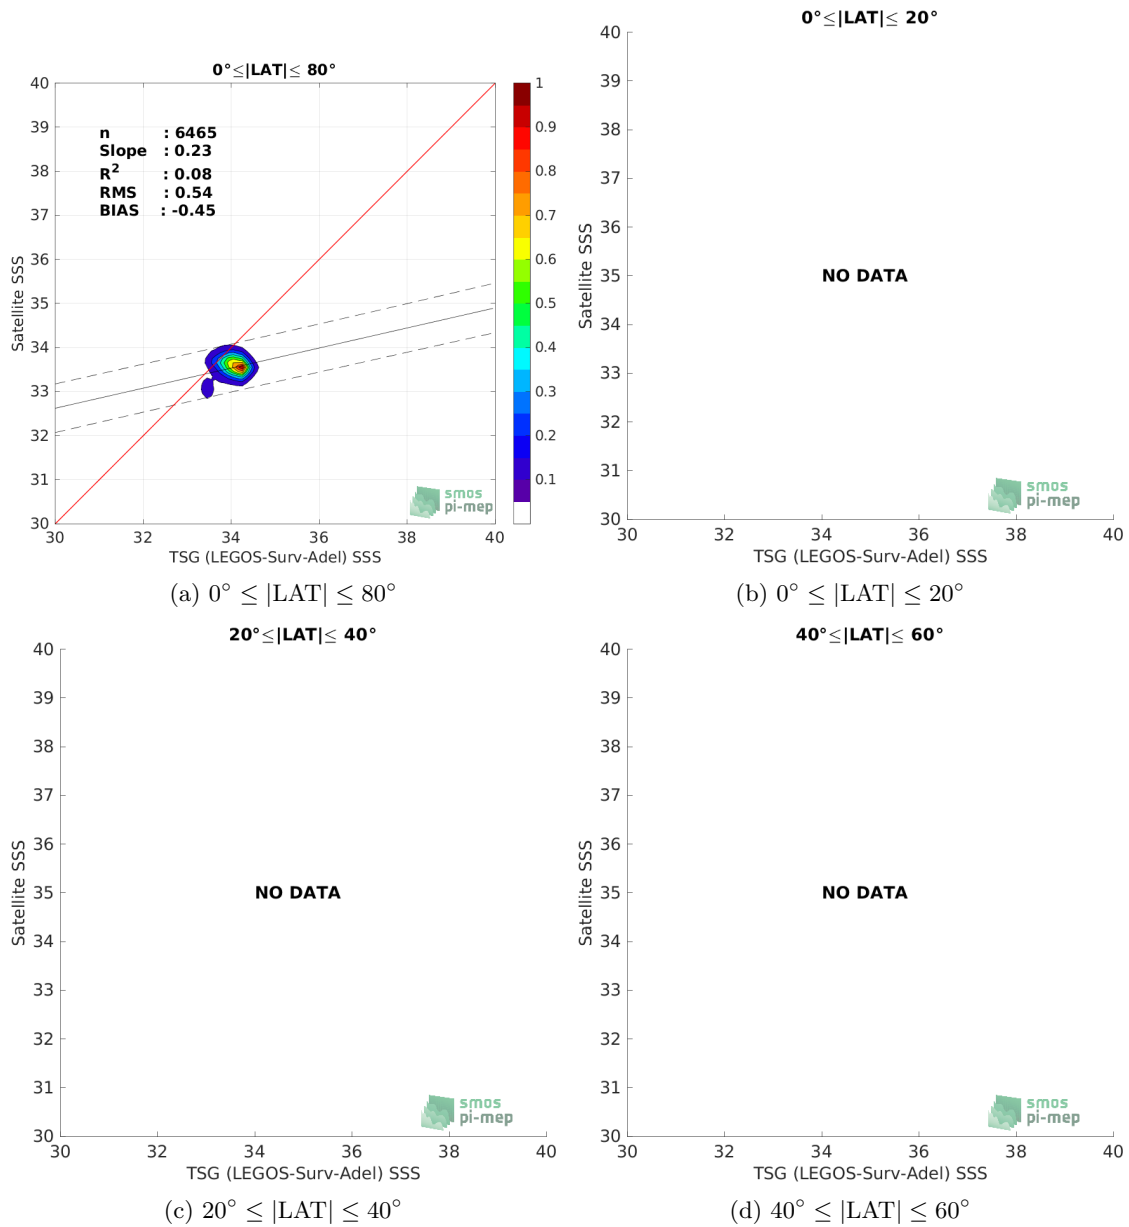 0°≤|LAT|≤ 80°
40
39
38
37
36
35
34
33
32
31
30
n : 6465
Slope : 0.23
R² : 0.08
RMS : 0.54
BIAS : -0.45
Satellite SSS
30 32 34 36 38 40
TSG (LEGOS-Surv-Adel) SSS
1
0.9
0.8
0.7
0.6
0.5
0.4
0.3
0.2
0.1
smos
pi-mep
(a) 0° ≤ |LAT| ≤ 80°
0°≤|LAT|≤ 20°
40
39
38
37
36
35
34
33
32
31
30
Satellite SSS
NO DATA
smos
pi-mep
30 32 34 36 38 40
TSG (LEGOS-Surv-Adel) SSS
(b) 0° ≤ |LAT| ≤ 20°
20°≤|LAT|≤ 40°
40
39
38
37
36
35
34
33
32
31
30
Satellite SSS
NO DATA
smos
pi-mep
30 32 34 36 38 40
TSG (LEGOS-Surv-Adel) SSS
(c) 20° ≤ |LAT| ≤ 40°
40°≤|LAT|≤ 60°
40
39
38
37
36
35
34
33
32
31
30
Satellite SSS
NO DATA
smos
pi-mep
30 32 34 36 38 40
TSG (LEGOS-Surv-Adel) SSS
(d) 40° ≤ |LAT| ≤ 60°